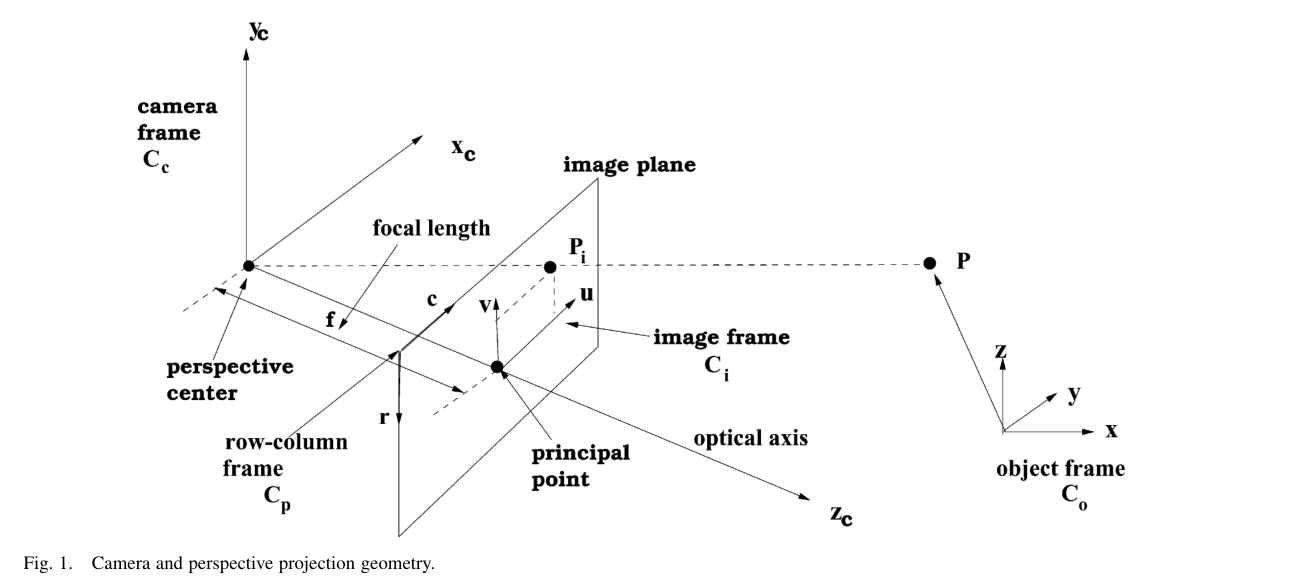 yc
camera
frame
Cc
xc
image plane
focal length
Pi
P
c
v
u
f
image frame
Ci
perspective
center
z
y
x
r
row-column
frame
Cp
optical axis
principal
point
object frame
Co
zc
Fig. 1. Camera and perspective projection geometry.